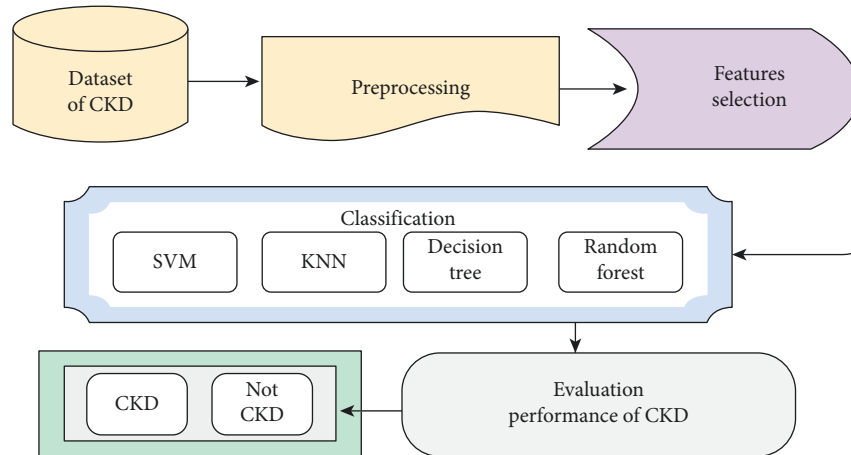 Dataset
of CKD
Preprocessing
Features
selection
Classification
SVM
KNN
Decision
tree
Random
forest
Evaluation
performance of CKD
CKD
Not
CKD